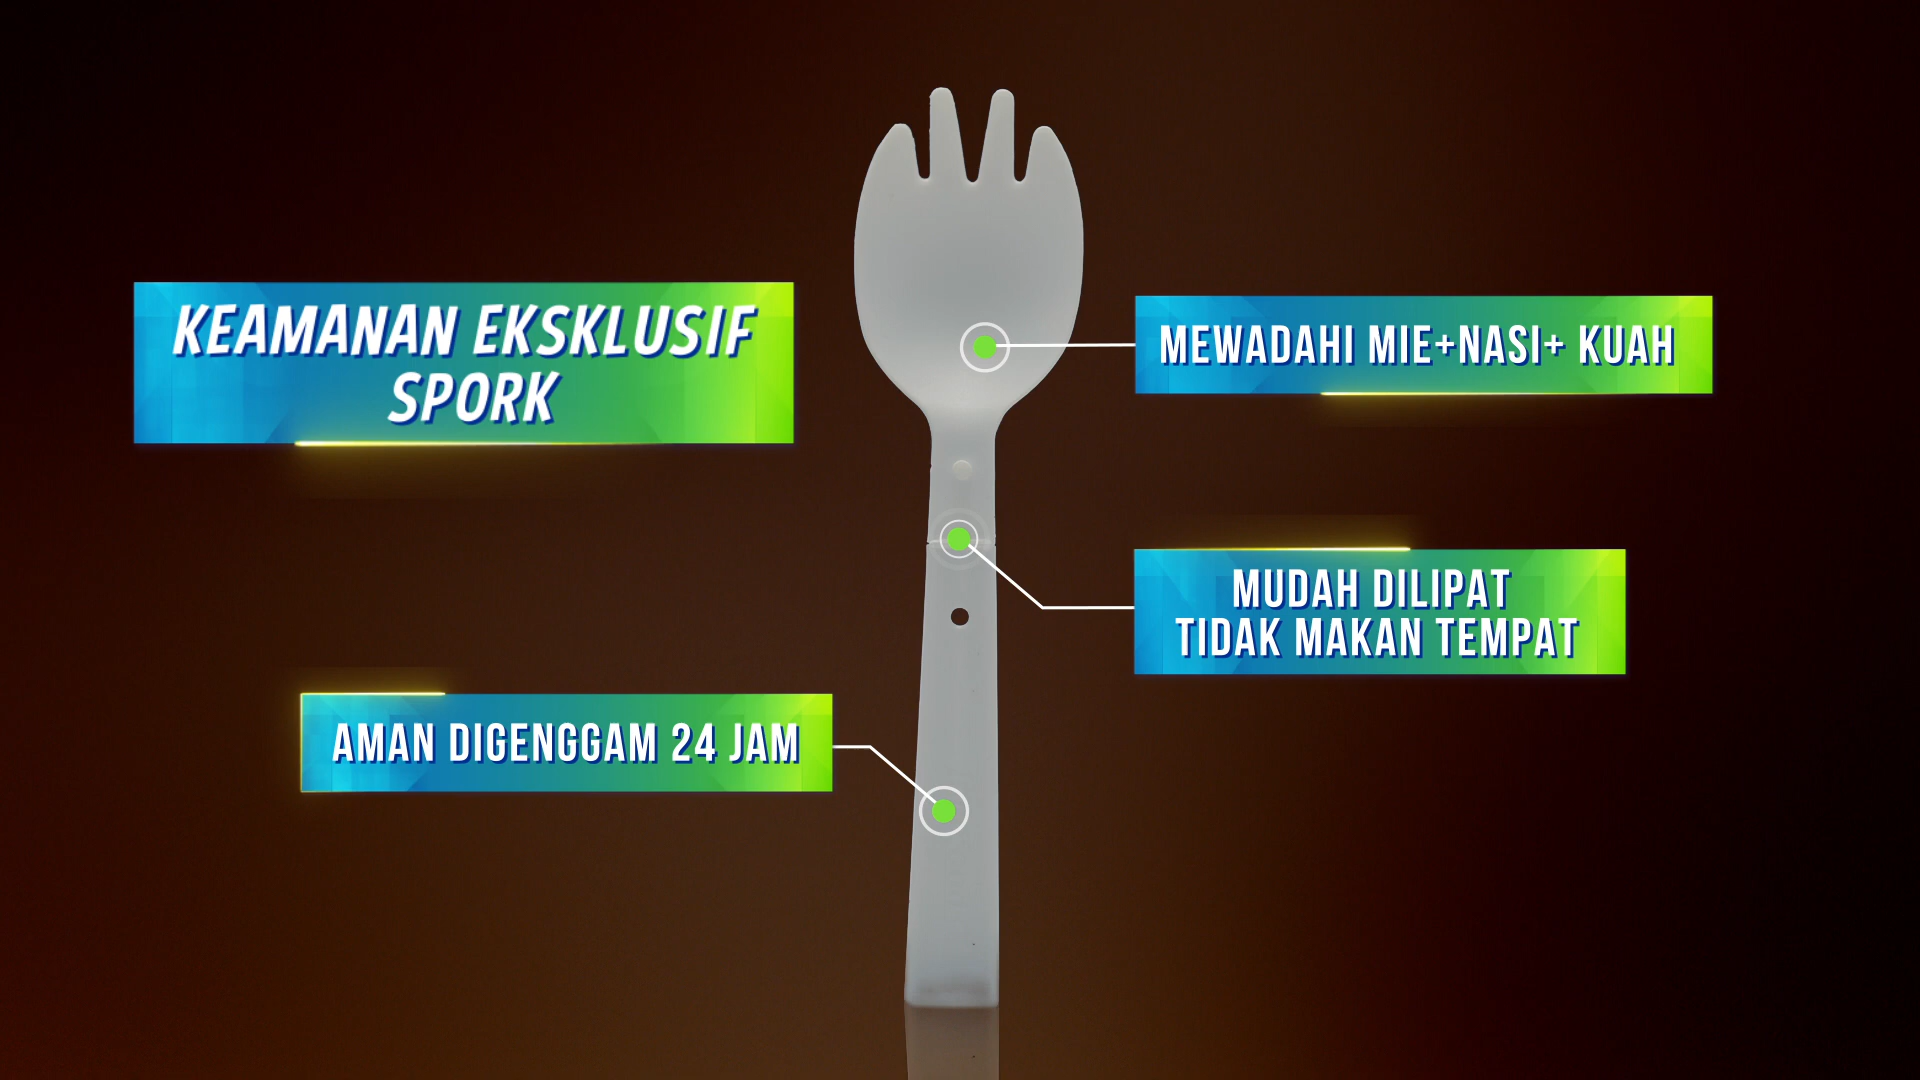 KEAMANAN EKSKLUSIF
SPORK
MEWADAHI MIE+NASI+ KUAH
MUDAH DILIPAT
TIDAK MAKAN TEMPAT
AMAN DIGENGGAM 24 JAM